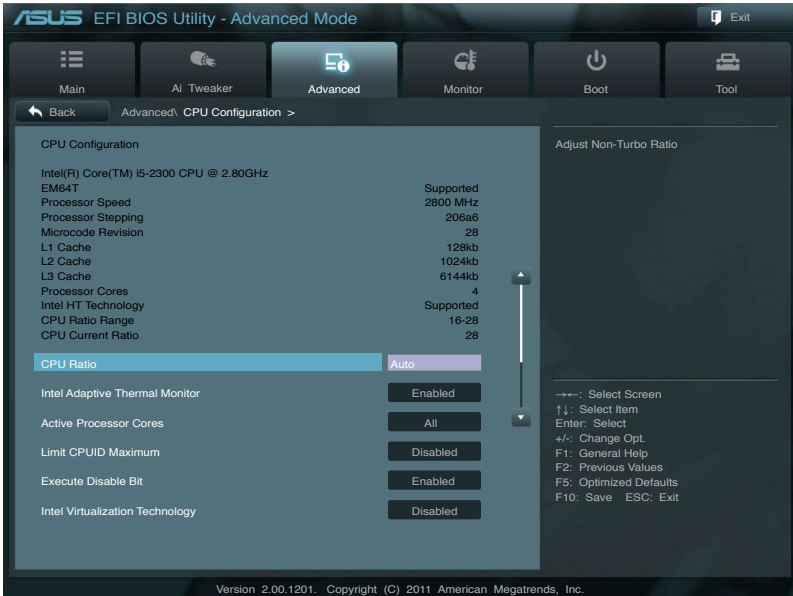 ASUS EFI BIOS Utility - Advanced Mode
Exit
Main
Ai Tweaker
Advanced
Monitor
Boot
Tool
Back
Advanced\ CPU Configuration >
CPU Configuration
Intel(R) Core(TM) i5-2300 CPU @ 2.80GHz
EM64T Supported
Processor Speed 2800 MHz
Processor Stepping 206a6
Microcode Revision 28
L1 Cache 128kb
L2 Cache 1024kb
L3 Cache 6144kb
Processor Cores 4
Intel HT Technology Supported
CPU Ratio Range 16-28
CPU Current Ratio 28
CPU Ratio Auto
Intel Adaptive Thermal Monitor Enabled
Active Processor Cores All
Limit CPUID Maximum Disabled
Execute Disable Bit Enabled
Intel Virtualization Technology Disabled
Adjust Non-Turbo Ratio
→←: Select Screen
↑↓: Select Item
Enter: Select
+/-: Change Opt.
F1: General Help
F2: Previous Values
F5: Optimized Defaults
F10: Save ESC: Exit
Version 2.00.1201. Copyright (C) 2011 American Megatrends, Inc.